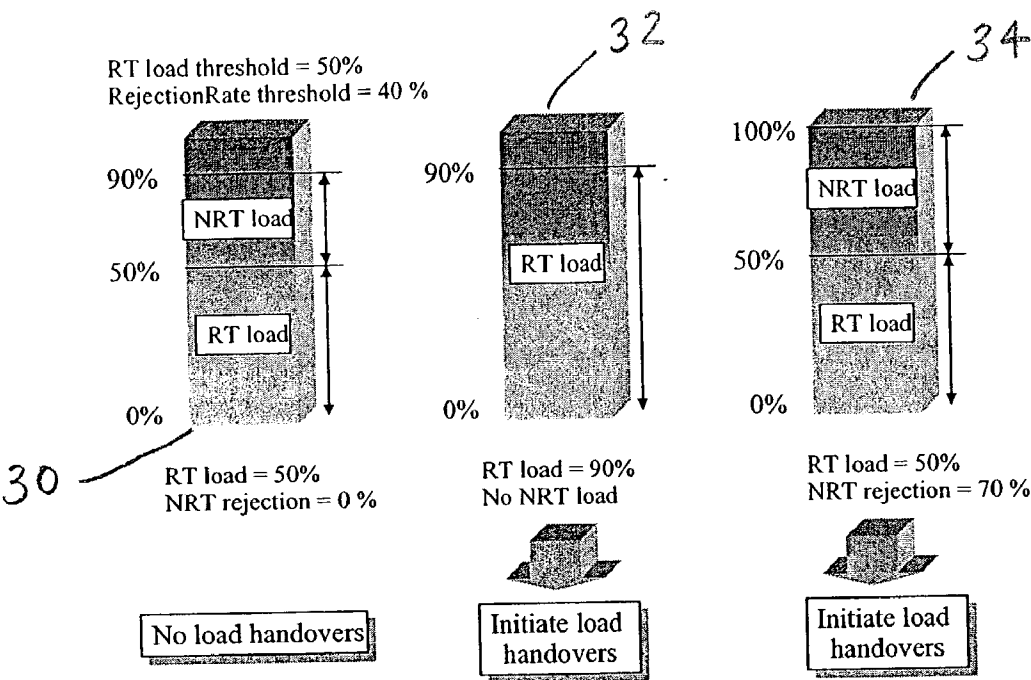 32
34
RT load threshold = 50%
RejectionRate threshold = 40 %
90%
NRT load
50%
RT load
0%
30
RT load = 50%
NRT rejection = 0 %
No load handovers
90%
RT load
0%
RT load = 90%
No NRT load
Initiate load
handovers
100%
NRT load
50%
RT load
0%
RT load = 50%
NRT rejection = 70 %
Initiate load
handovers